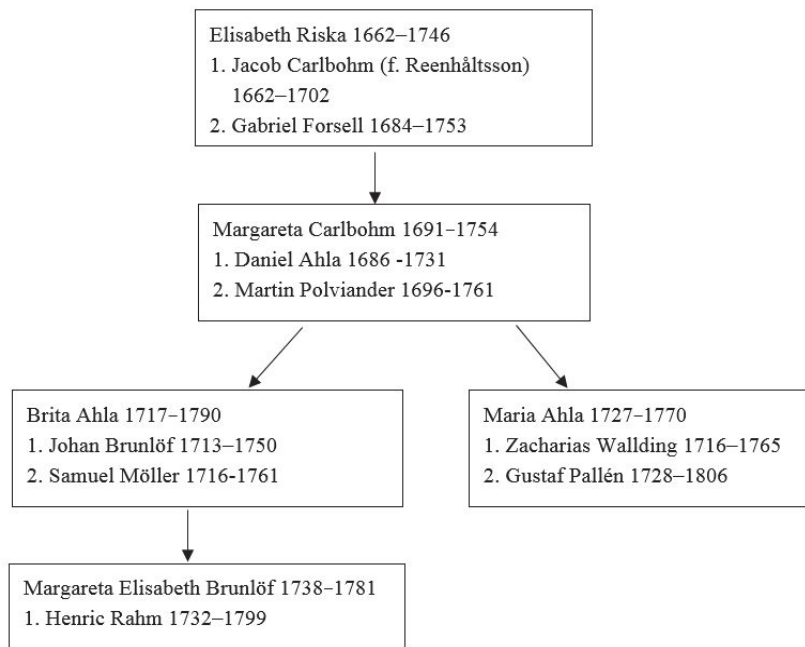 Elisabeth Riska 1662–1746
1. Jacob Carlbohm (f. Reenhåltsson)
1662–1702
2. Gabriel Forsell 1684–1753
Margareta Carlbohm 1691–1754
1. Daniel Ahla 1686 -1731
2. Martin Polviander 1696-1761
Brita Ahla 1717–1790
1. Johan Brunlöf 1713–1750
2. Samuel Möller 1716-1761
Maria Ahla 1727–1770
1. Zacharias Wallding 1716–1765
2. Gustaf Pallén 1728–1806
Margareta Elisabeth Brunlöf 1738–1781
1. Henric Rahm 1732–1799